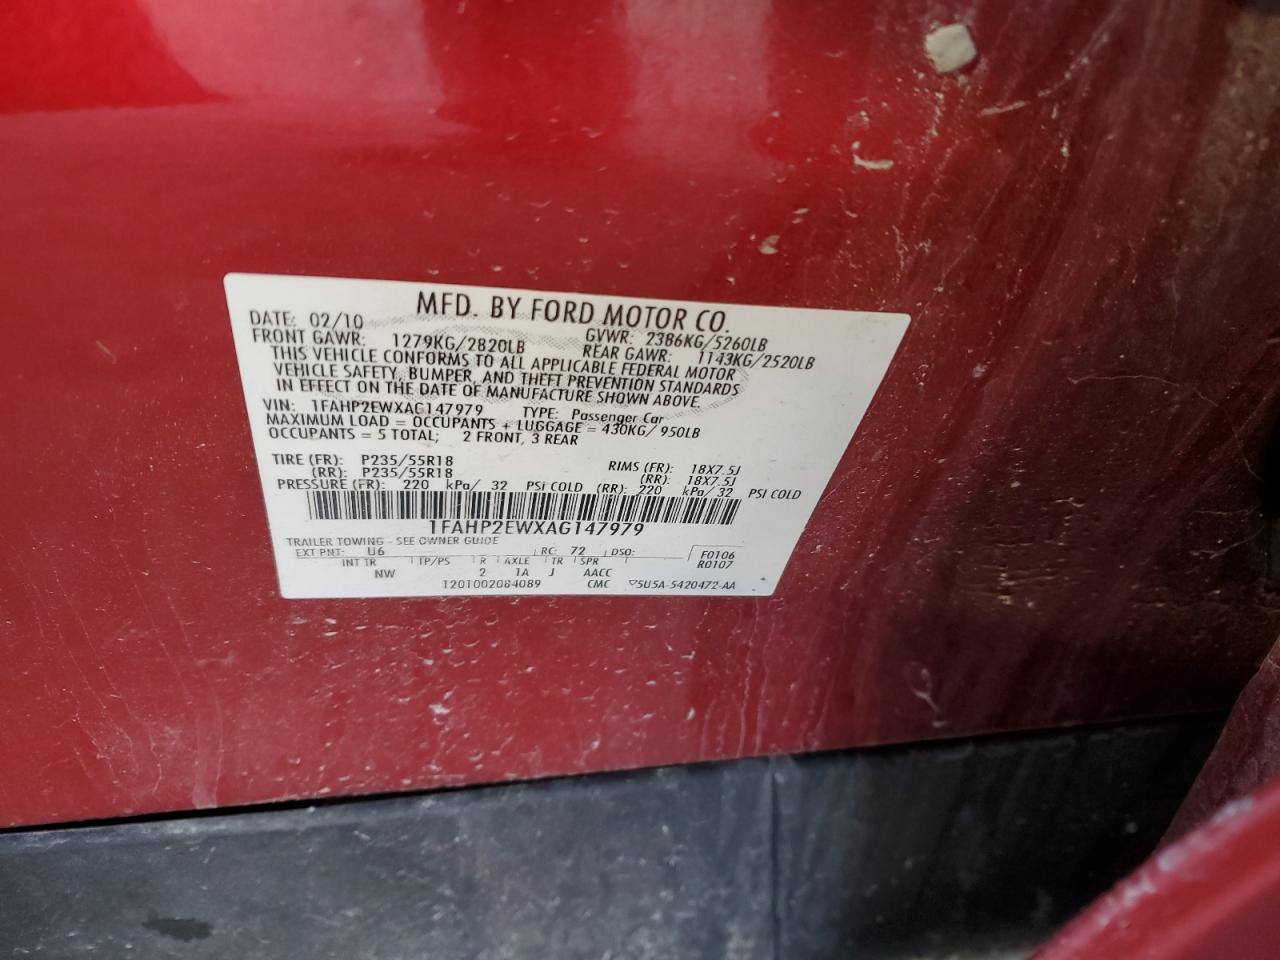 MFD. BY FORD MOTOR CO.
DATE: 02/10 GVWR: 2386KG/5260LB
FRONT GAWR: 1279KG/2820LB REAR GAWR: 1143KG/2520LB
THIS VEHICLE CONFORMS TO ALL APPLICABLE FEDERAL MOTOR
VEHICLE SAFETY, BUMPER, AND THEFT PREVENTION STANDARDS
IN EFFECT ON THE DATE OF MANUFACTURE SHOWN ABOVE.
VIN: 1FAHP2EWXAG147979 TYPE: Passenger Car
MAXIMUM LOAD = OCCUPANTS + LUGGAGE = 430KG/ 950LB
OCCUPANTS = 5 TOTAL; 2 FRONT, 3 REAR
TIRE (FR): P235/55R18 RIMS (FR): 18X7.5J
(RR): P235/55R18 (RR): 18X7.5J
PRESSURE (FR): 220 kPa/ 32 PSI COLD (RR): 220 kPa/ 32 PSI COLD
1FAHP2EWXAG147979
TRAILER TOWING - SEE OWNER GUIDE
EXT PNT: U6 RC: 72 DSO: F0106
INT TR TP/PS R AXLE TR SPR R0107
NW 2 1A J AACC
1201002084089 CMC 5U5A-5420472-AA